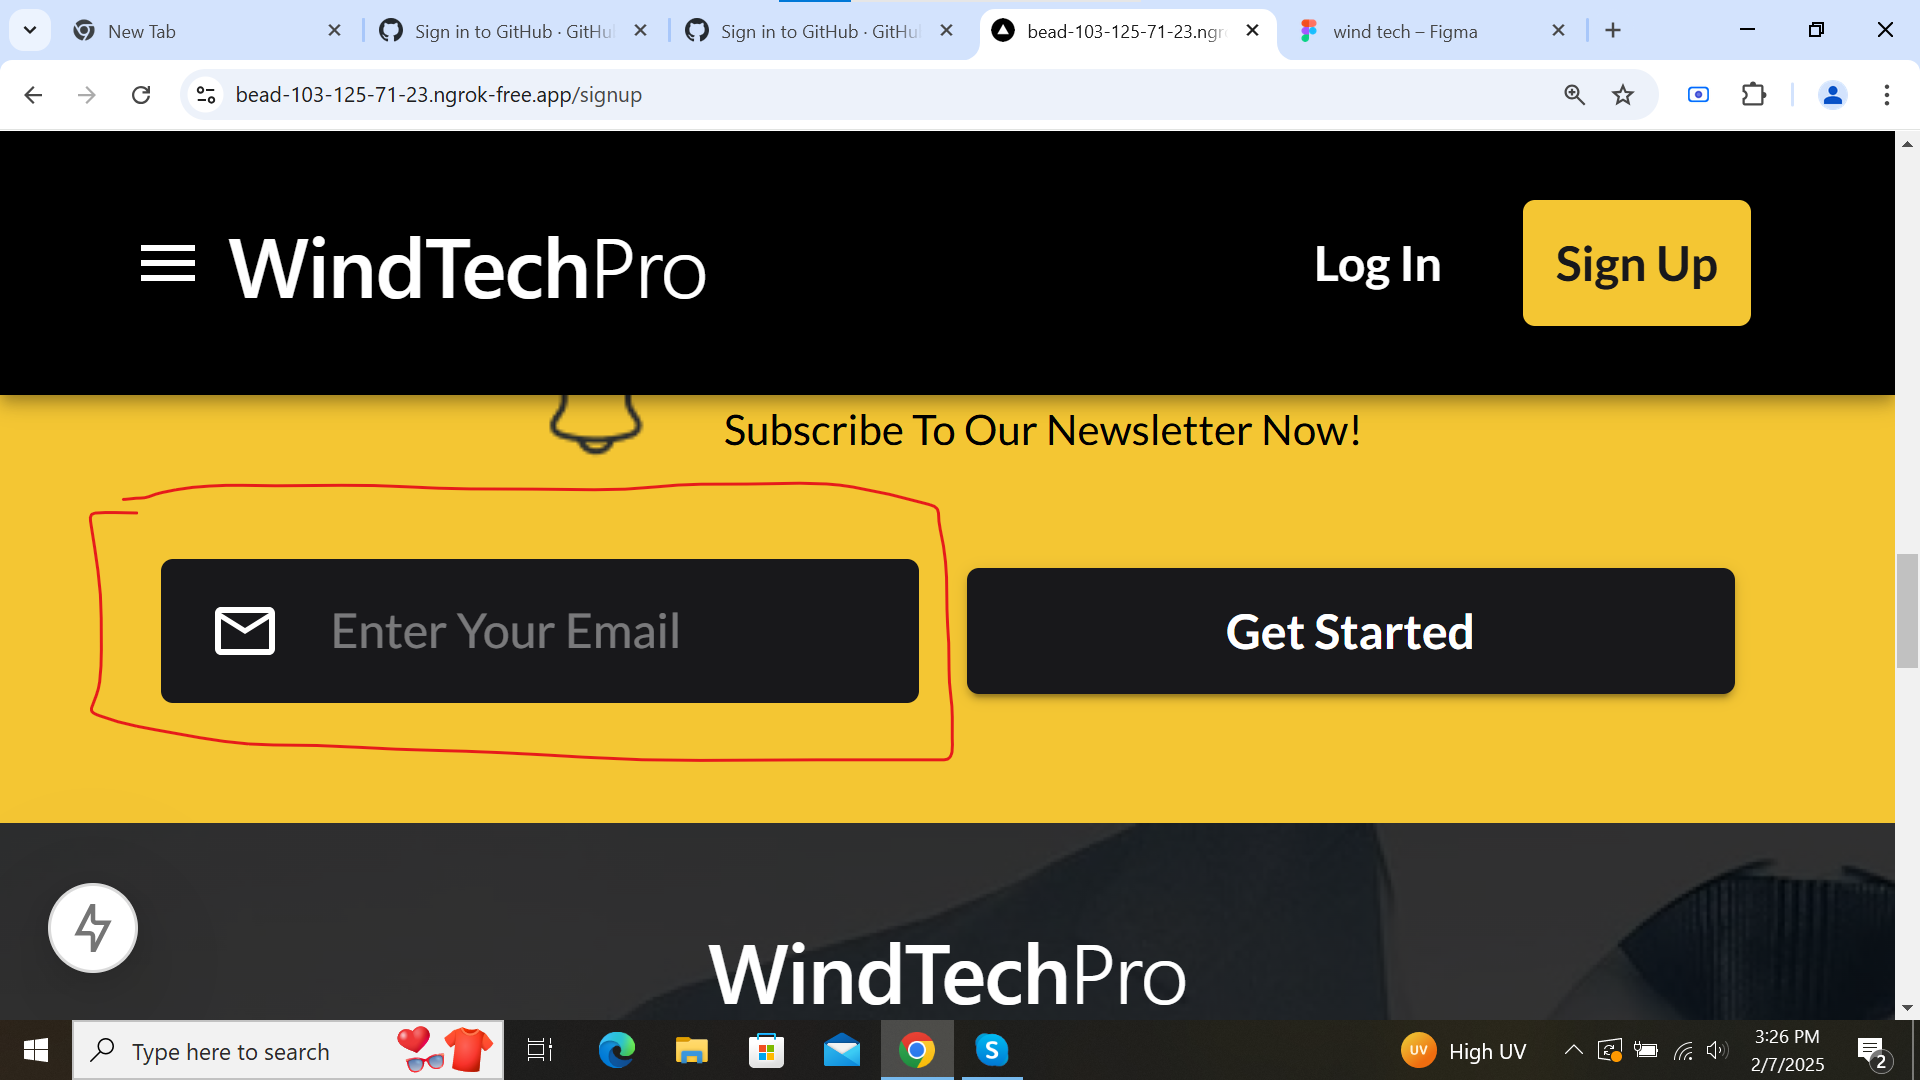 New Tab
Sign in to GitHub · GitHu
Sign in to GitHub · GitHu
bead-103-125-71-23.ngr
wind tech – Figma
bead-103-125-71-23.ngrok-free.app/signup
WindTechPro
Log In
Sign Up
Subscribe To Our Newsletter Now!
Enter Your Email
Get Started
WindTechPro
Type here to search
S
UV
High UV
3:26 PM
2/7/2025
2